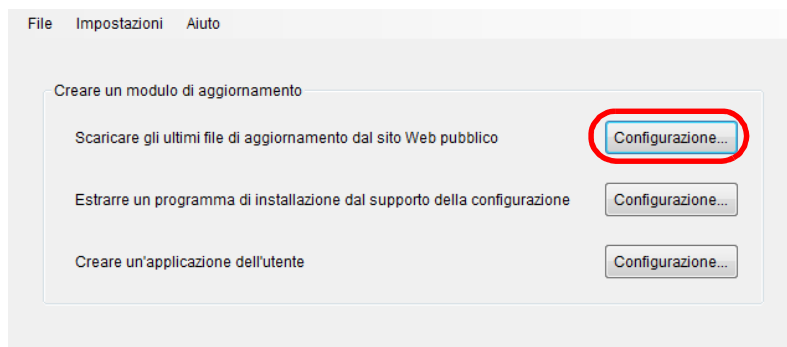 File Impostazioni Aiuto
Creare un modulo di aggiornamento
Scaricare gli ultimi file di aggiornamento dal sito Web pubblico Configurazione...
Estrarre un programma di installazione dal supporto della configurazione Configurazione...
Creare un'applicazione dell'utente Configurazione...